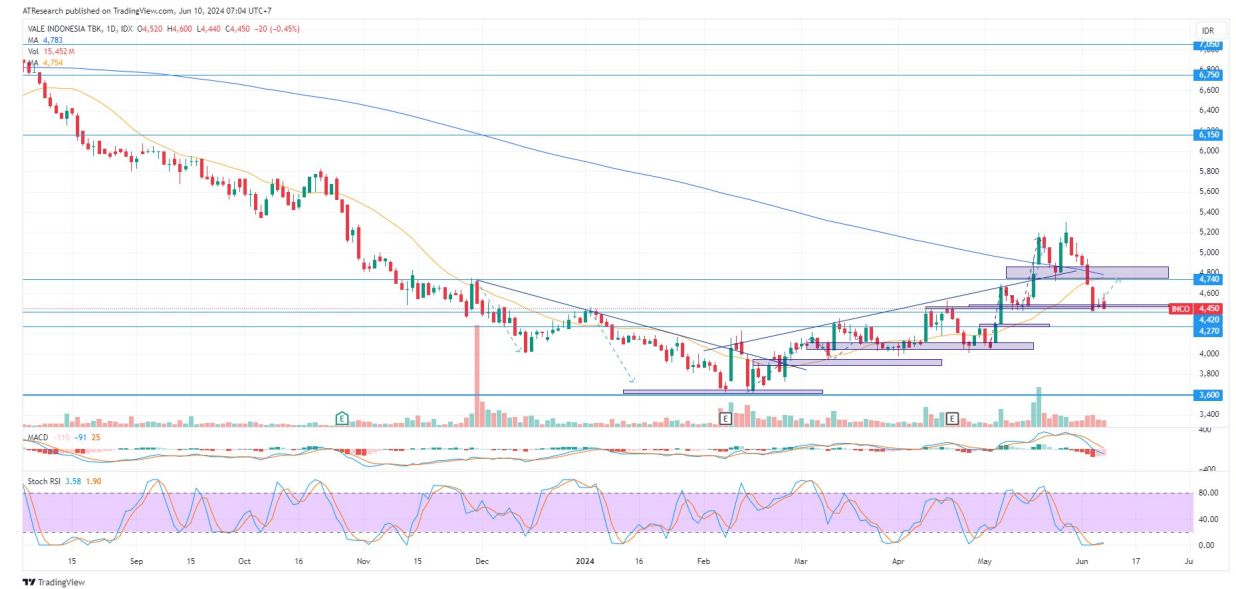 ATResearch published on TradingView.com, Jun 10, 2024 07:04 UTC+7
VALE INDONESIA TBK, 1D, IDX O4,520 H4,600 L4,440 C4,450 −20 (−0.45%)
MA 4,783
Vol 15.452M
MA 4,754
IDR
7,050
6,750
6,600
6,400
6,150
6,000
5,800
5,600
5,400
5,200
5,000
4,800
4,740
4,600
INCO 4,450
4,420
4,270
4,000
3,800
3,600
3,400
E
E
E
MACD −115 −91 25
400
−400
Stoch RSI 3.58 1.90
80.00
40.00
0.00
15 Sep 15 Oct 16 Nov 15 Dec 2024 16 Feb Mar Apr May Jun 17 Ju
TradingView